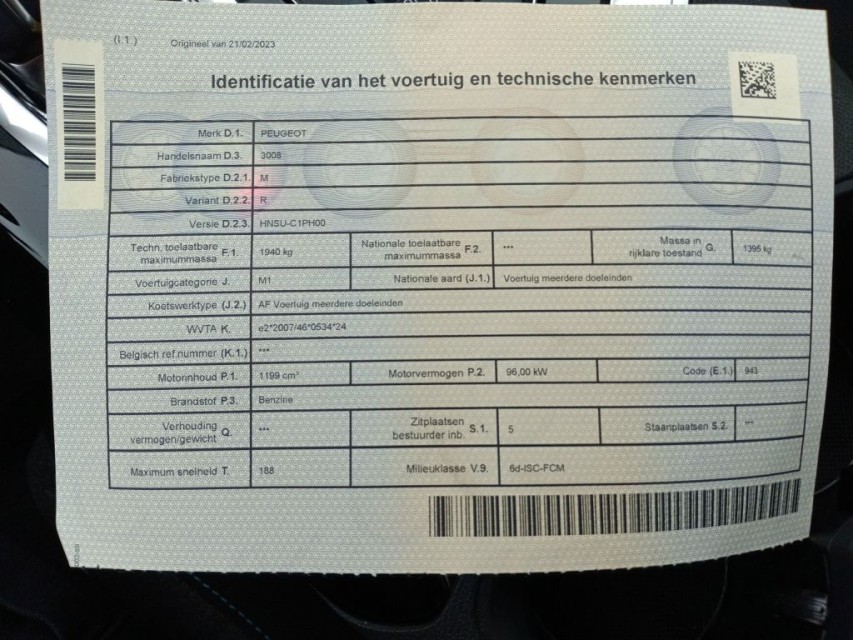 (I.1.) Origineel van 21/02/2023
Identificatie van het voertuig en technische kenmerken
Merk D.1. PEUGEOT
Handelsnaam D.3. 3008
Fabriekstype D.2.1. M
Variant D.2.2. R
Versie D.2.3. HNSU-C1PH00
Techn. toelaatbare maximummassa F.1. 1940 kg Nationale toelaatbare maximummassa F.2. *** Massa in rijklare toestand G. 1395 kg
Voertuigcategorie J. M1 Nationale aard (J.1.) Voertuig meerdere doeleinden
Koetswerktype (J.2.) AF Voertuig meerdere doeleinden
WVTA K. e2*2007/46*0534*24
Belgisch ref.nummer (K.1.) ***
Motorinhoud P.1. 1199 cm³ Motorvermogen P.2. 96,00 kW Code (E.1.) 943
Brandstof P.3. Benzine
Verhouding vermogen/gewicht Q. *** Zitplaatsen bestuurder inb. S.1. 5 Staanplaatsen S.2. ***
Maximum snelheid T. 188 Milieuklasse V.9. 6d-ISC-FCM